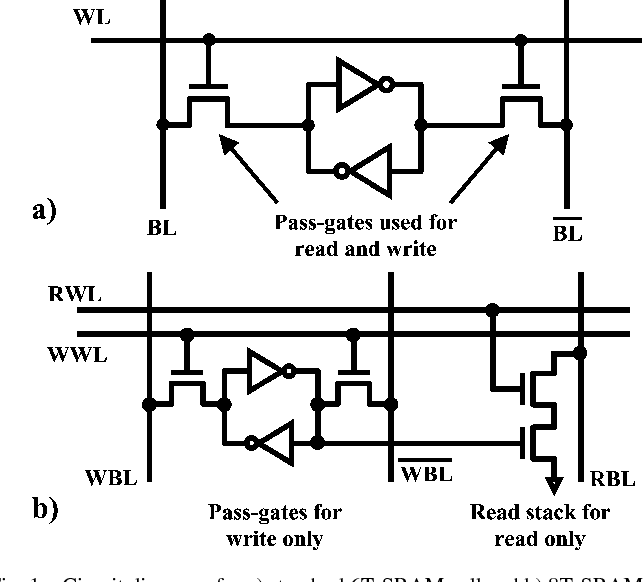 WL
a)
BL
Pass-gates used for
read and write
BL
RWL
WWL
WBL
WBL
RBL
b)
Pass-gates for
write only
Read stack for
read only